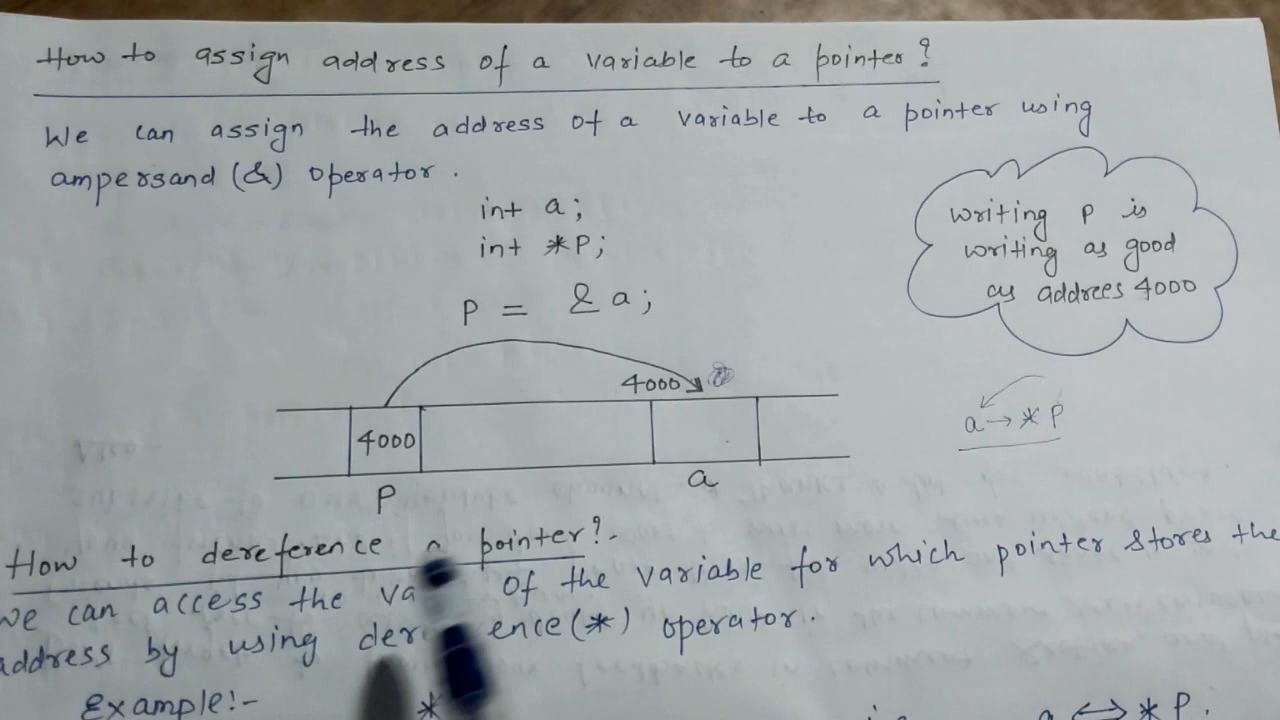 How to assign address of a variable to a pointer?
We can assign the address of a variable to a pointer using
ampersand (&) operator.
int a;
int *P;
P = &a;
writing P is
writing as good
as addrees 4000
4000
4000
P
a
a → *P
How to dereference a pointer?-
We can access the of the variable for which pointer stores the
address by using operator.
Example:-
*
a ⟺ *P.